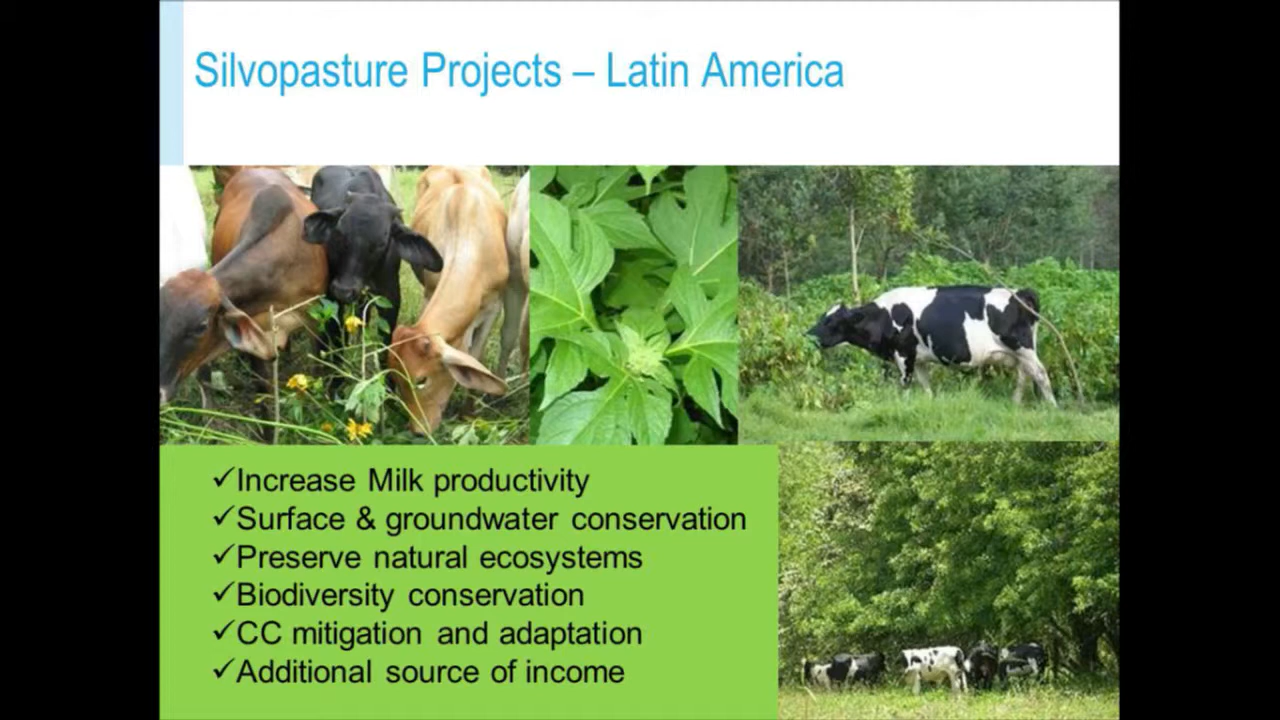 Silvopasture Projects – Latin America
✓Increase Milk productivity
✓Surface & groundwater conservation
✓Preserve natural ecosystems
✓Biodiversity conservation
✓CC mitigation and adaptation
✓Additional source of income